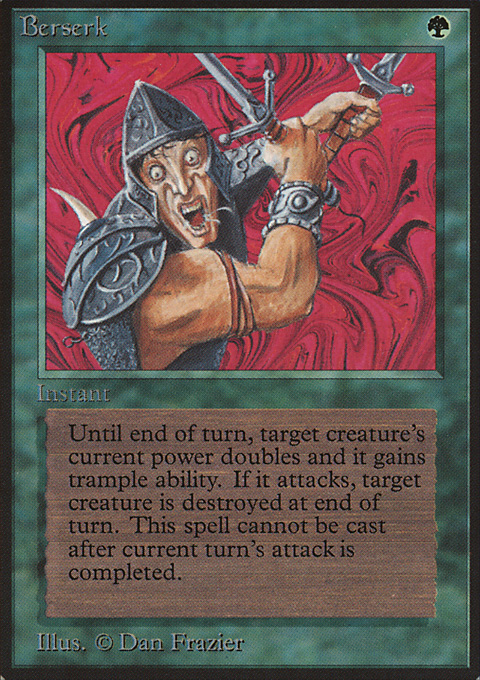 Berserk
Instant
Until end of turn, target creature's
current power doubles and it gains
trample ability. If it attacks, target
creature is destroyed at end of
turn. This spell cannot be cast
after current turn's attack is
completed.
Illus. © Dan Frazier